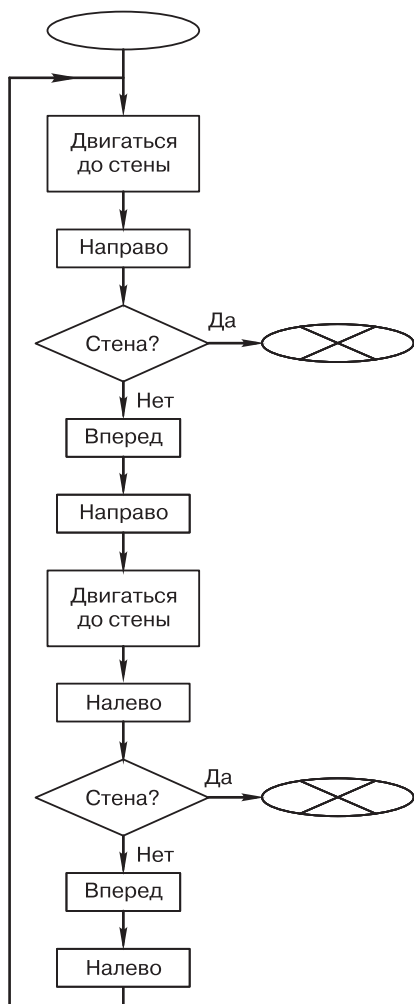 Двигаться
до стены
Направо
Стена?
Да
Нет
Вперед
Направо
Двигаться
до стены
Налево
Стена?
Да
Нет
Вперед
Налево